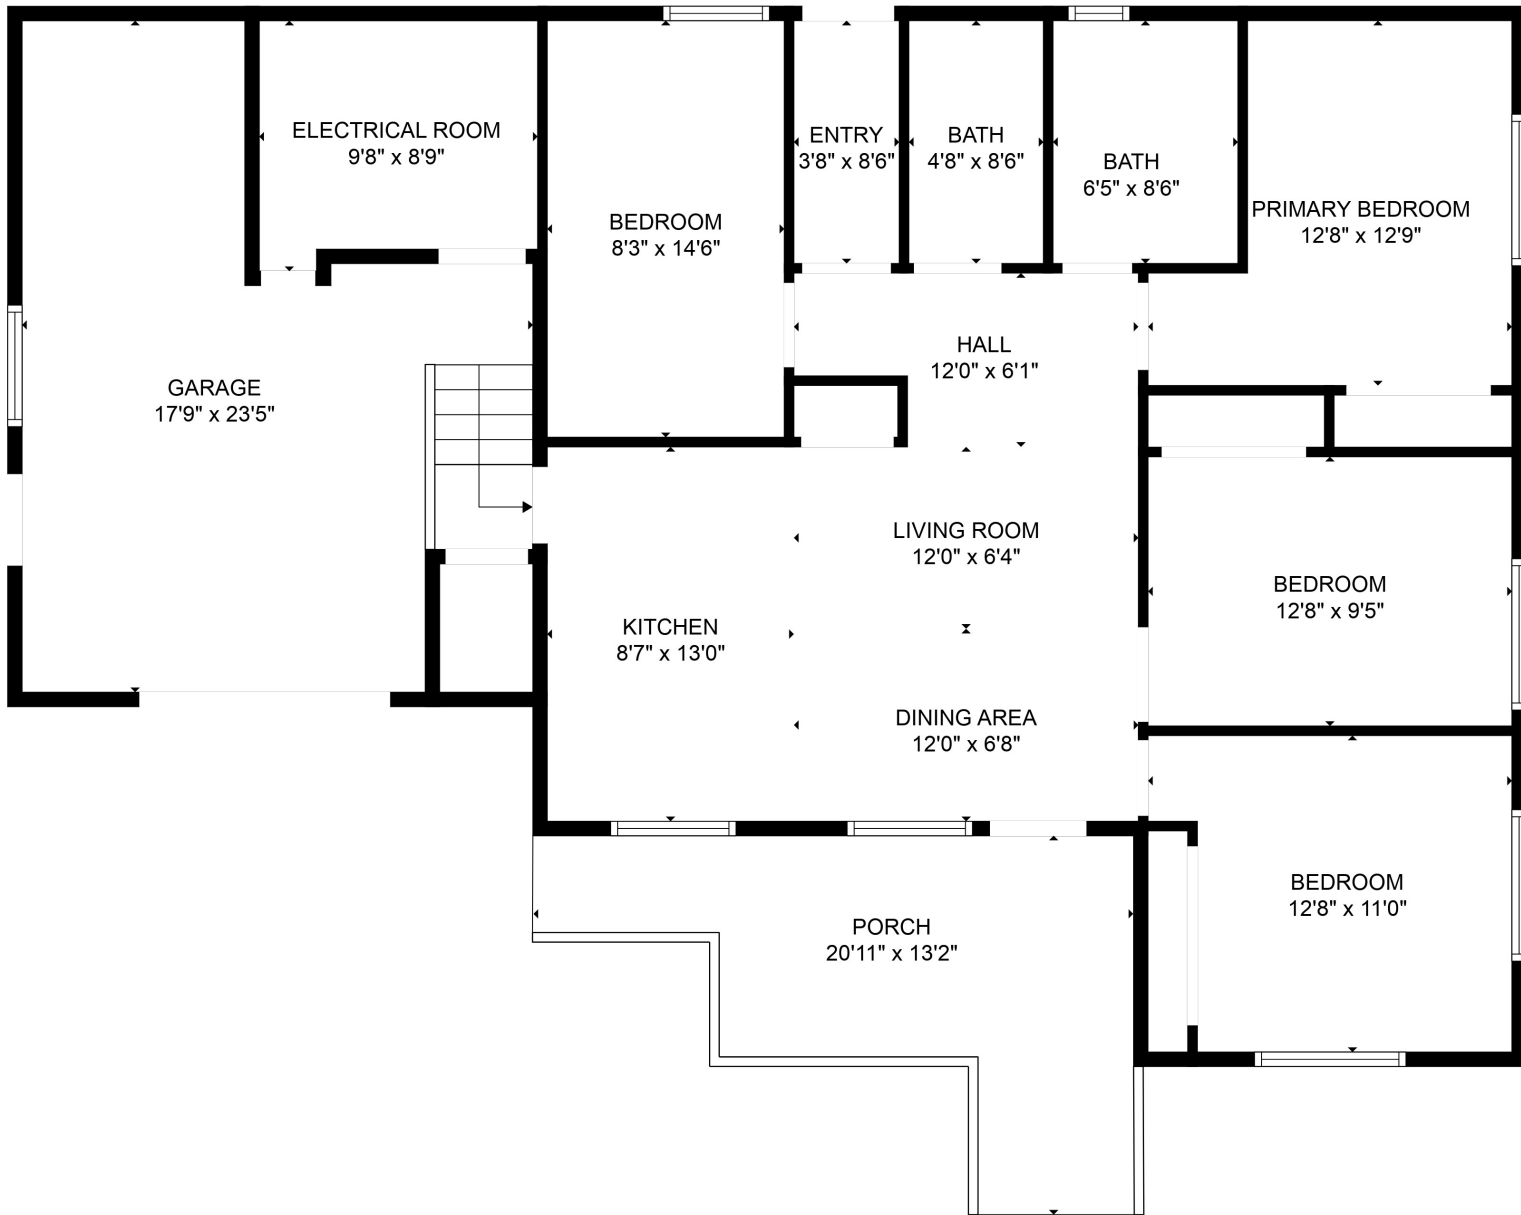 ELECTRICAL ROOM
9'8" x 8'9"
ENTRY
3'8" x 8'6"
BATH
4'8" x 8'6"
BATH
6'5" x 8'6"
BEDROOM
8'3" x 14'6"
PRIMARY BEDROOM
12'8" x 12'9"
HALL
12'0" x 6'1"
GARAGE
17'9" x 23'5"
LIVING ROOM
12'0" x 6'4"
BEDROOM
12'8" x 9'5"
KITCHEN
8'7" x 13'0"
DINING AREA
12'0" x 6'8"
BEDROOM
12'8" x 11'0"
PORCH
20'11" x 13'2"